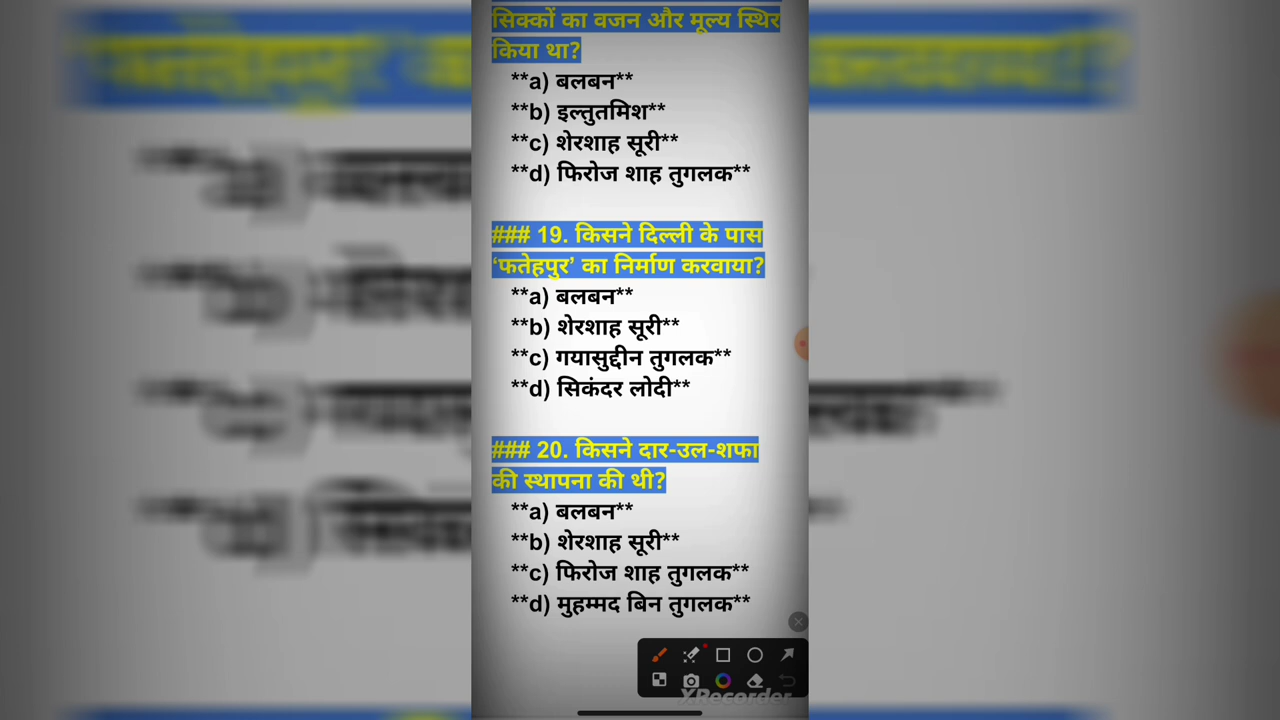 सिक्कों का वजन और मूल्य स्थिर
किया था?
**a) बलबन**
**b) इल्तुतमिश**
**c) शेरशाह सूरी**
**d) फिरोज शाह तुगलक**
### 19. किसने दिल्ली के पास
‘फतेहपुर’ का निर्माण करवाया?
**a) बलबन**
**b) शेरशाह सूरी**
**c) गयासुद्दीन तुगलक**
**d) सिकंदर लोदी**
### 20. किसने दार-उल-शफा
की स्थापना की थी?
**a) बलबन**
**b) शेरशाह सूरी**
**c) फिरोज शाह तुगलक**
**d) मुहम्मद बिन तुगलक**
XRecorder